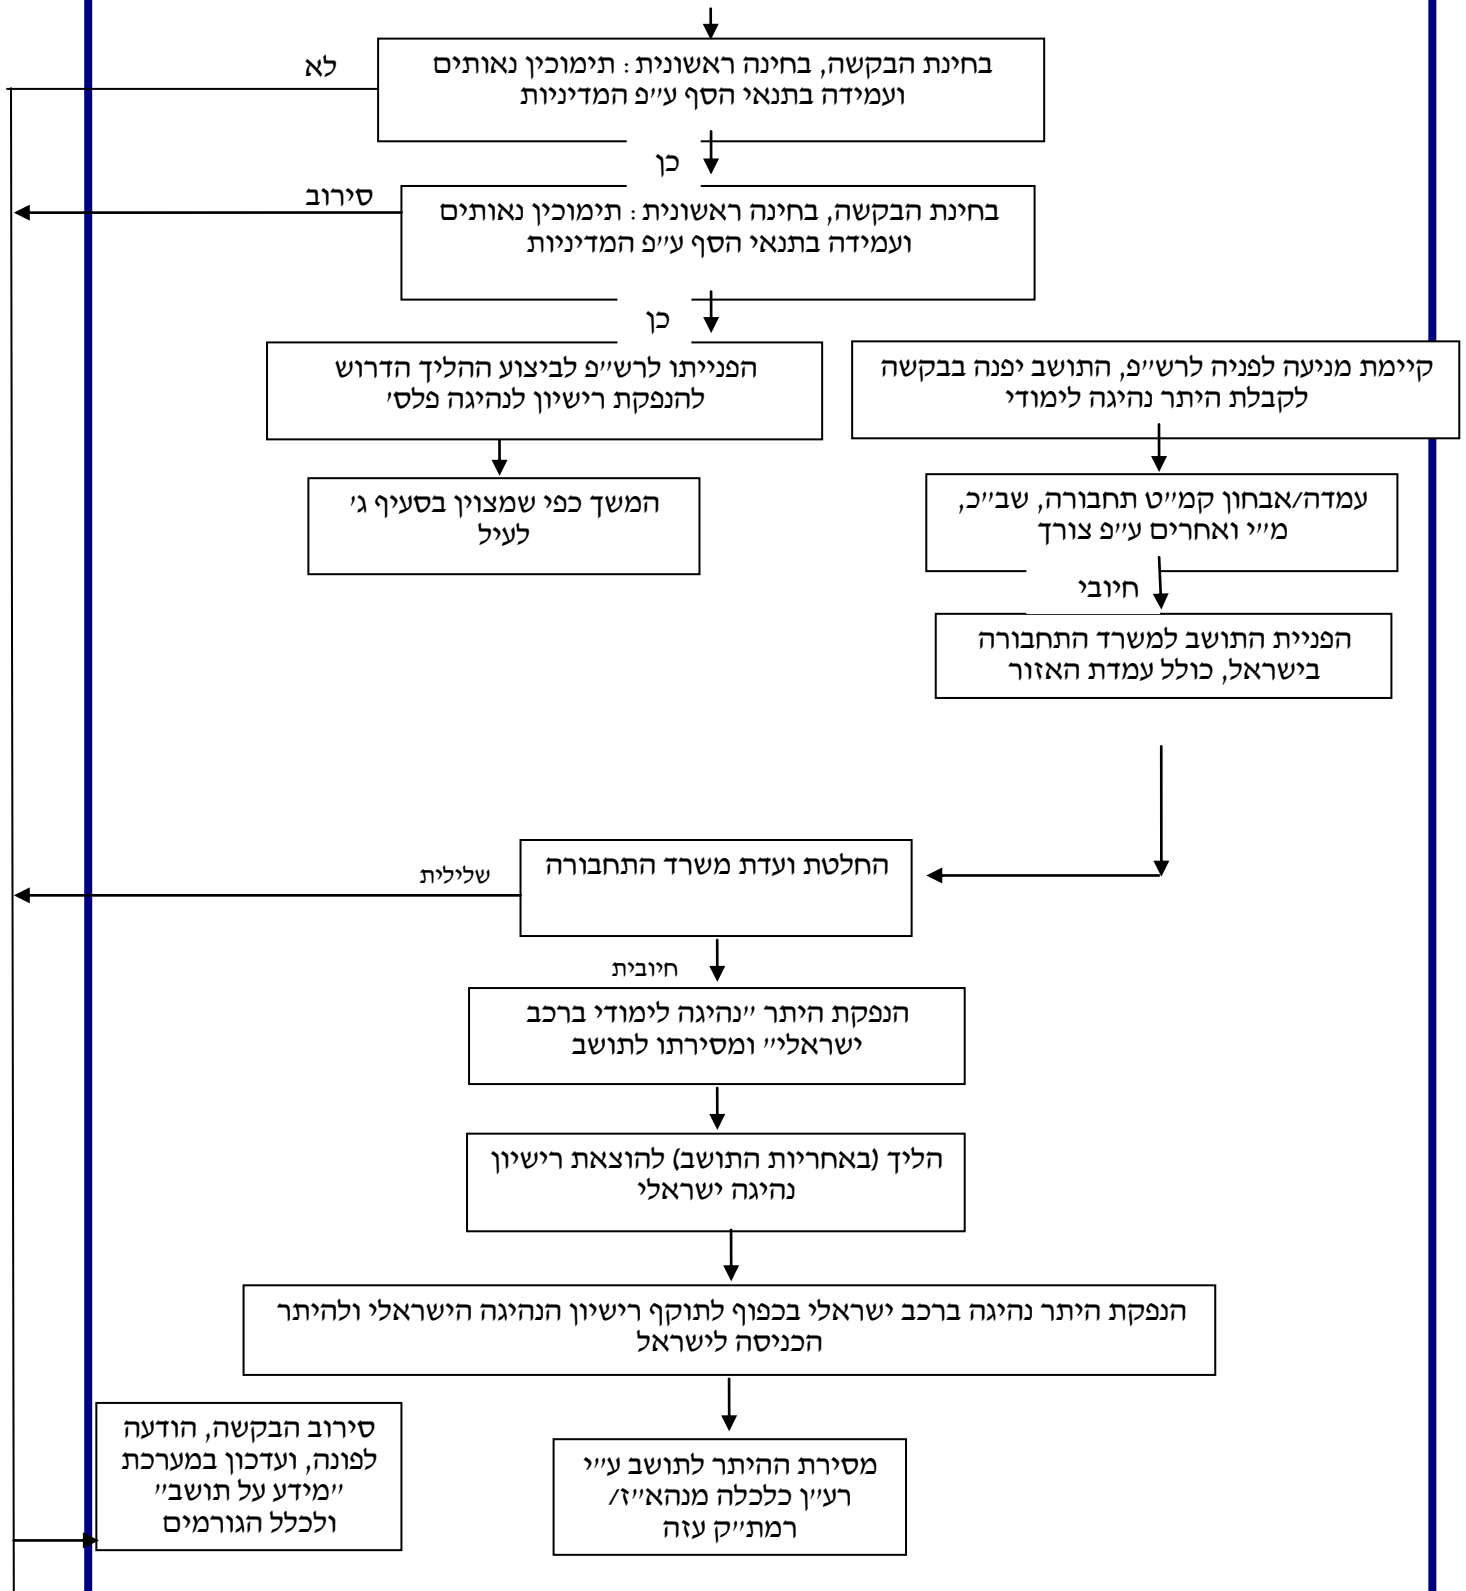 בחינת הבקשה, בחינה ראשונית: תימוכין נאותים
ועמידה בתנאי הסף ע״פ המדיניות
לא
כן
בחינת הבקשה, בחינה ראשונית: תימוכין נאותים
ועמידה בתנאי הסף ע״פ המדיניות
סירוב
כן
קיימת מניעה לפניה לרש״פ, התושב יפנה בבקשה
לקבלת היתר נהיגה לימודי
הפנייתו לרש״פ לביצוע ההליך הדרוש
להנפקת רישיון לנהיגה פלס׳
עמדה/אבחון קמ״ט תחבורה, שב״כ,
מ״י ואחרים ע״פ צורך
המשך כפי שמצוין בסעיף ג׳
לעיל
חיובי
הפניית התושב למשרד התחבורה
בישראל, כולל עמדת האזור
החלטת ועדת משרד התחבורה
שלילית
חיובית
הנפקת היתר ״נהיגה לימודי ברכב
ישראלי״ ומסירתו לתושב
הליך (באחריות התושב) להוצאת רישיון
נהיגה ישראלי
הנפקת היתר נהיגה ברכב ישראלי בכפוף לתוקף רישיון הנהיגה הישראלי ולהיתר
הכניסה לישראל
מסירת ההיתר לתושב ע״י
רע״ן כלכלה מנהא״ז/
רמת״ק עזה
סירוב הבקשה, הודעה
לפונה, ועדכון במערכת
״מידע על תושב״
ולכלל הגורמים